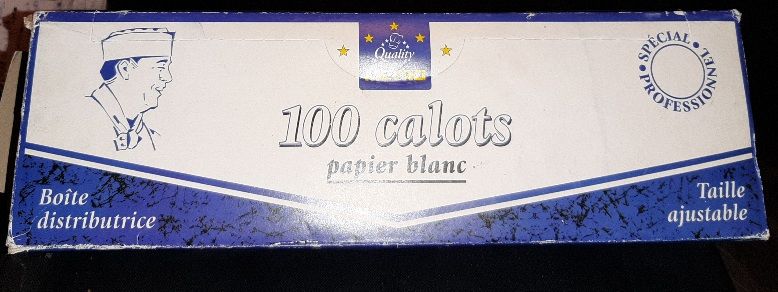 Quality
SPÉCIAL
PROFESSIONNEL
100 calots
papier blanc
Boîte
distributrice
Taille
ajustable